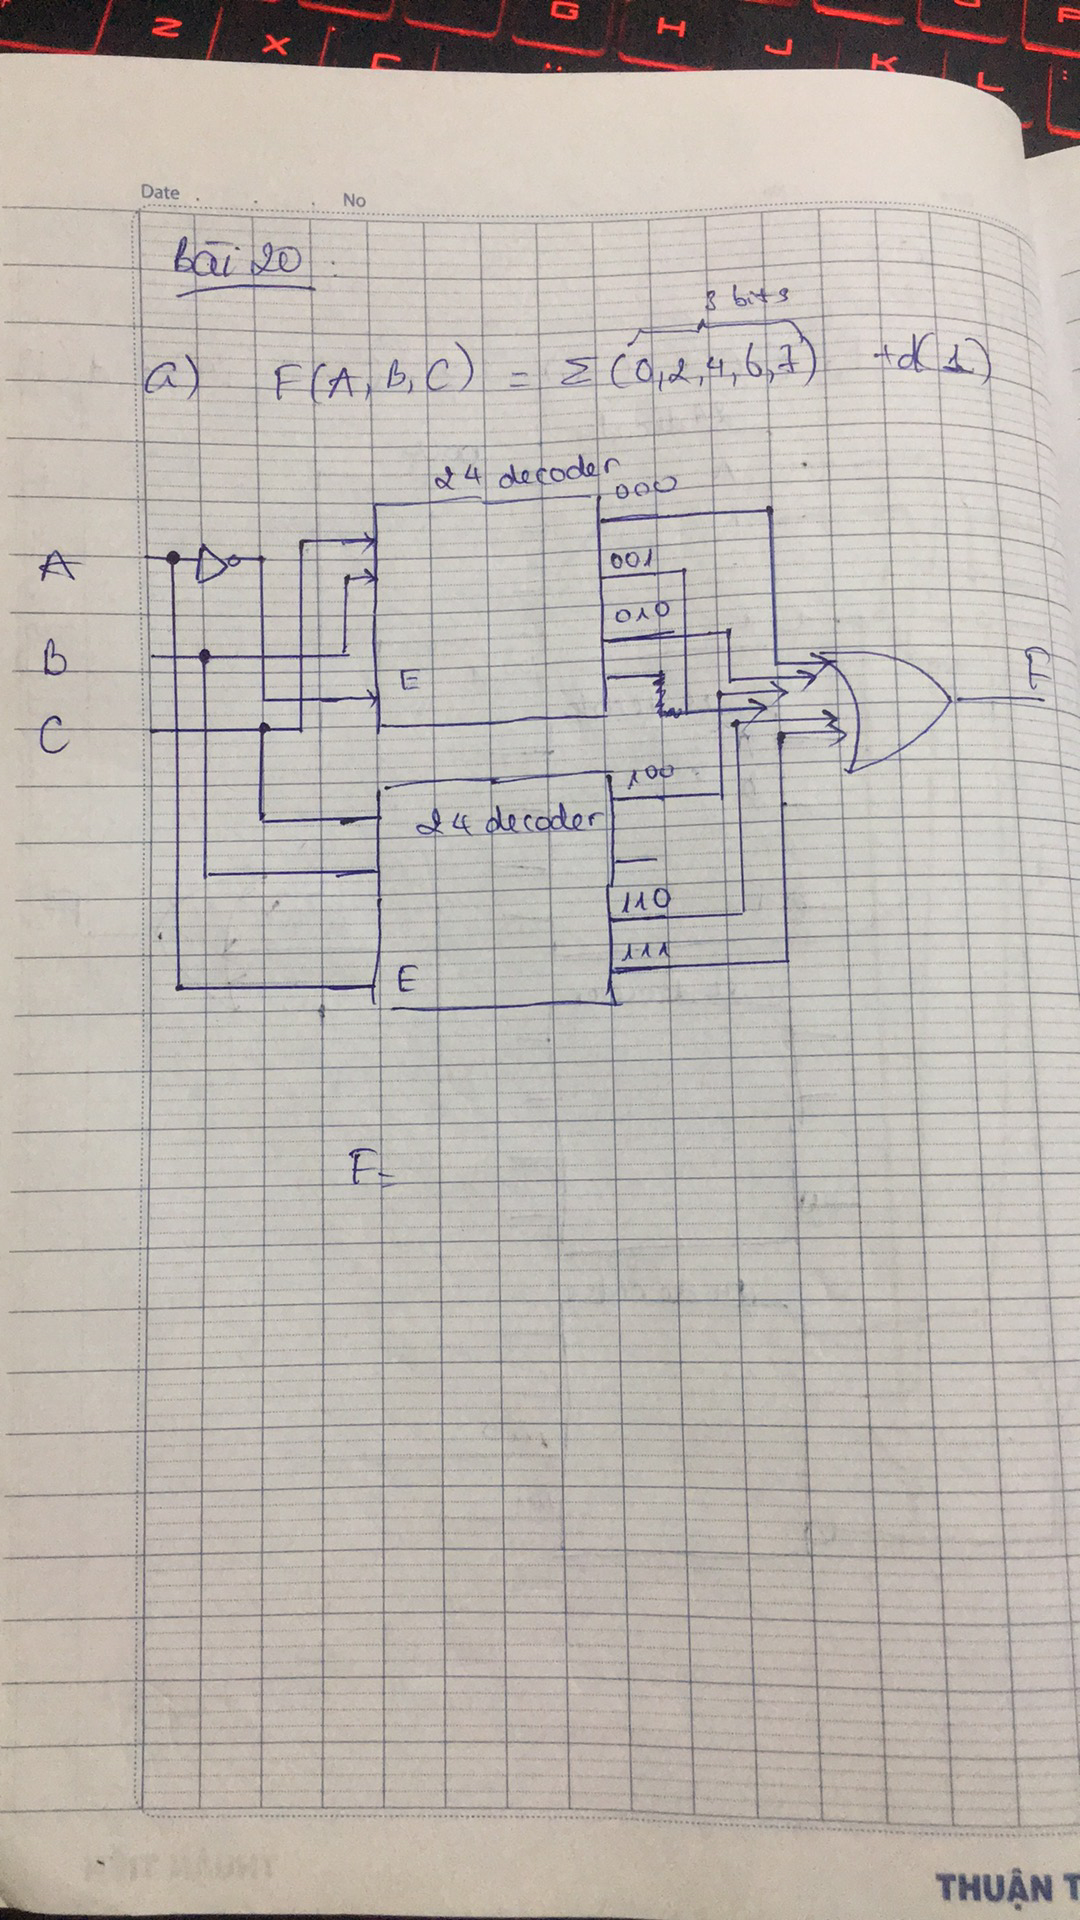 Z X G H J K L
Date No
Bài 20
3 bits
a) F(A, B, C) = Σ(0,2,4,6,7) + d(1)
24 decoder
000
A
001
010
B
E
F
C
100
24 decoder
110
111
E
F=
THUẬN T